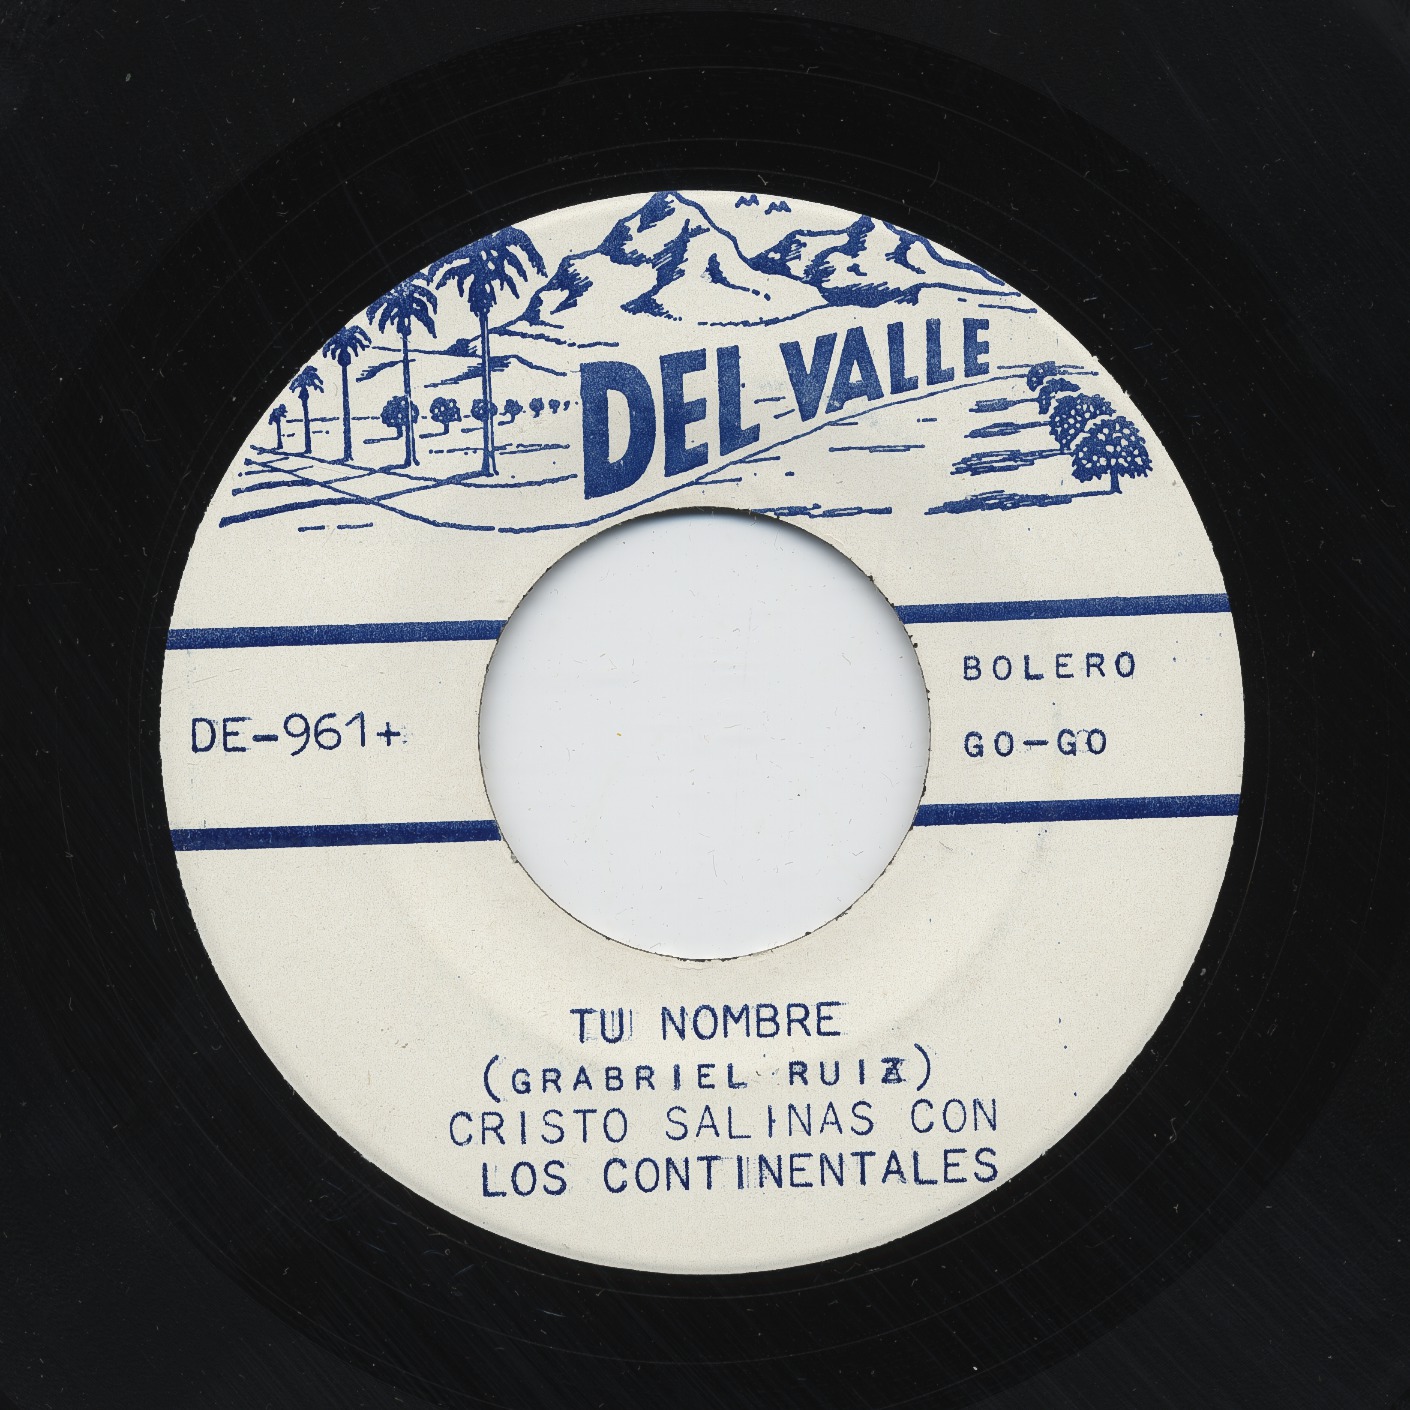 DEL VALLE
DE-961+
BOLERO
GO-GO
TU NOMBRE
(GRABRIEL RUIZ)
CRISTO SALINAS CON
LOS CONTINENTALES